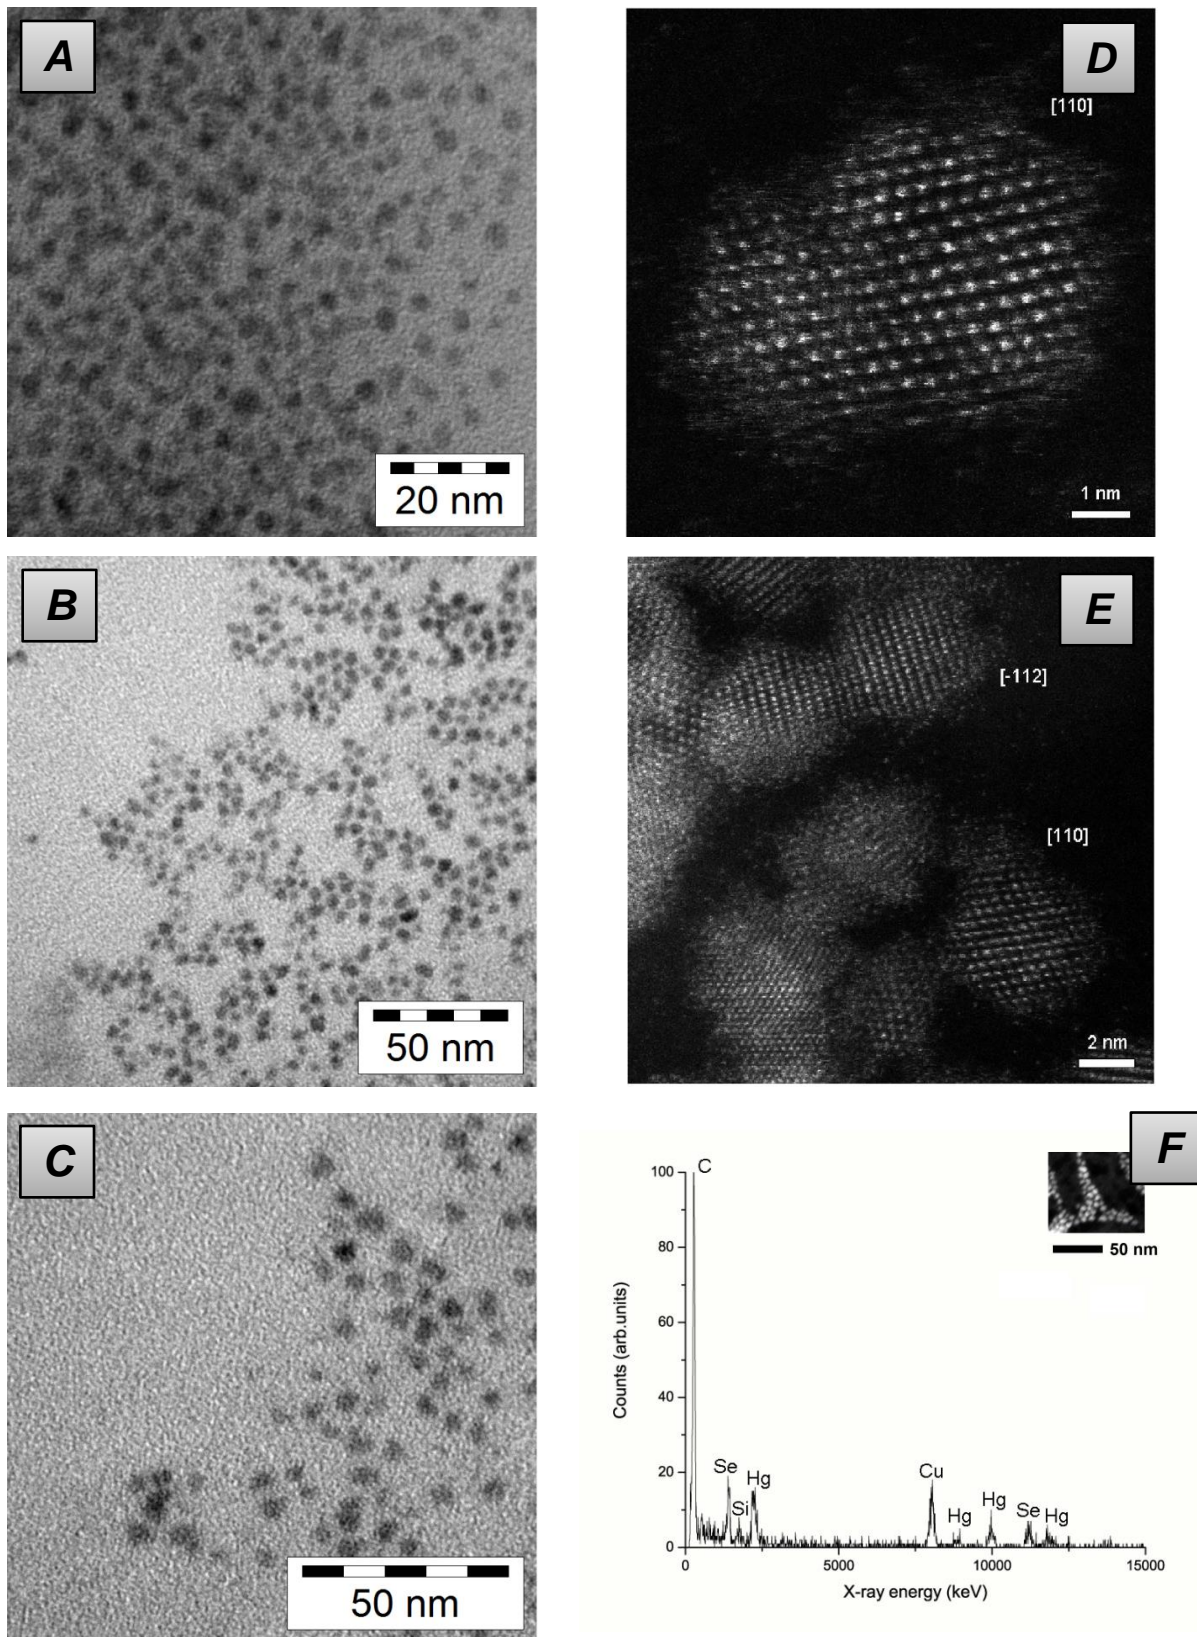 A
20 nm
B
50 nm
C
50 nm
D
[110]
1 nm
E
[-112]
[110]
2 nm
F
50 nm
100
80
60
40
20
0
Counts (arb.units)
C
Se
Si
Hg
Cu
Hg
Hg
Se
Hg
0
5000
10000
15000
X-ray energy (keV)